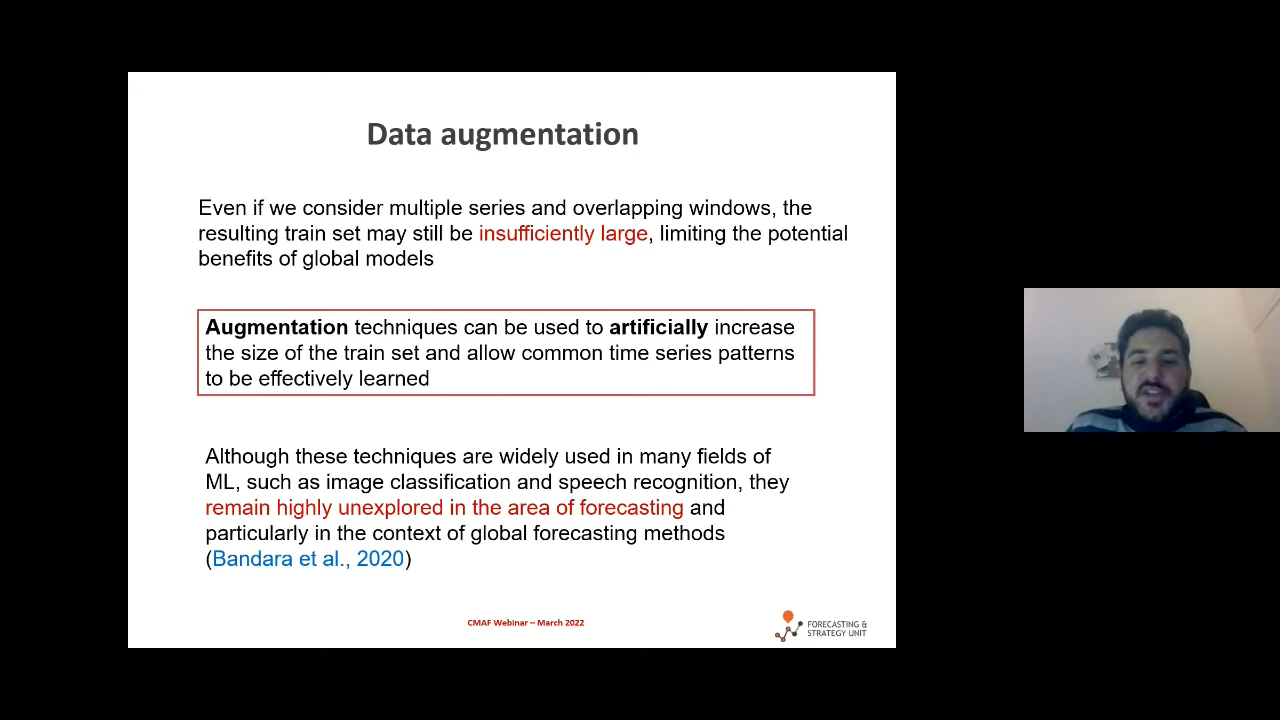 Data augmentation
Even if we consider multiple series and overlapping windows, the
resulting train set may still be insufficiently large, limiting the potential
benefits of global models
Augmentation techniques can be used to artificially increase
the size of the train set and allow common time series patterns
to be effectively learned
Although these techniques are widely used in many fields of
ML, such as image classification and speech recognition, they
remain highly unexplored in the area of forecasting and
particularly in the context of global forecasting methods
(Bandara et al., 2020)
CMAF Webinar – March 2022
FORECASTING &
STRATEGY UNIT